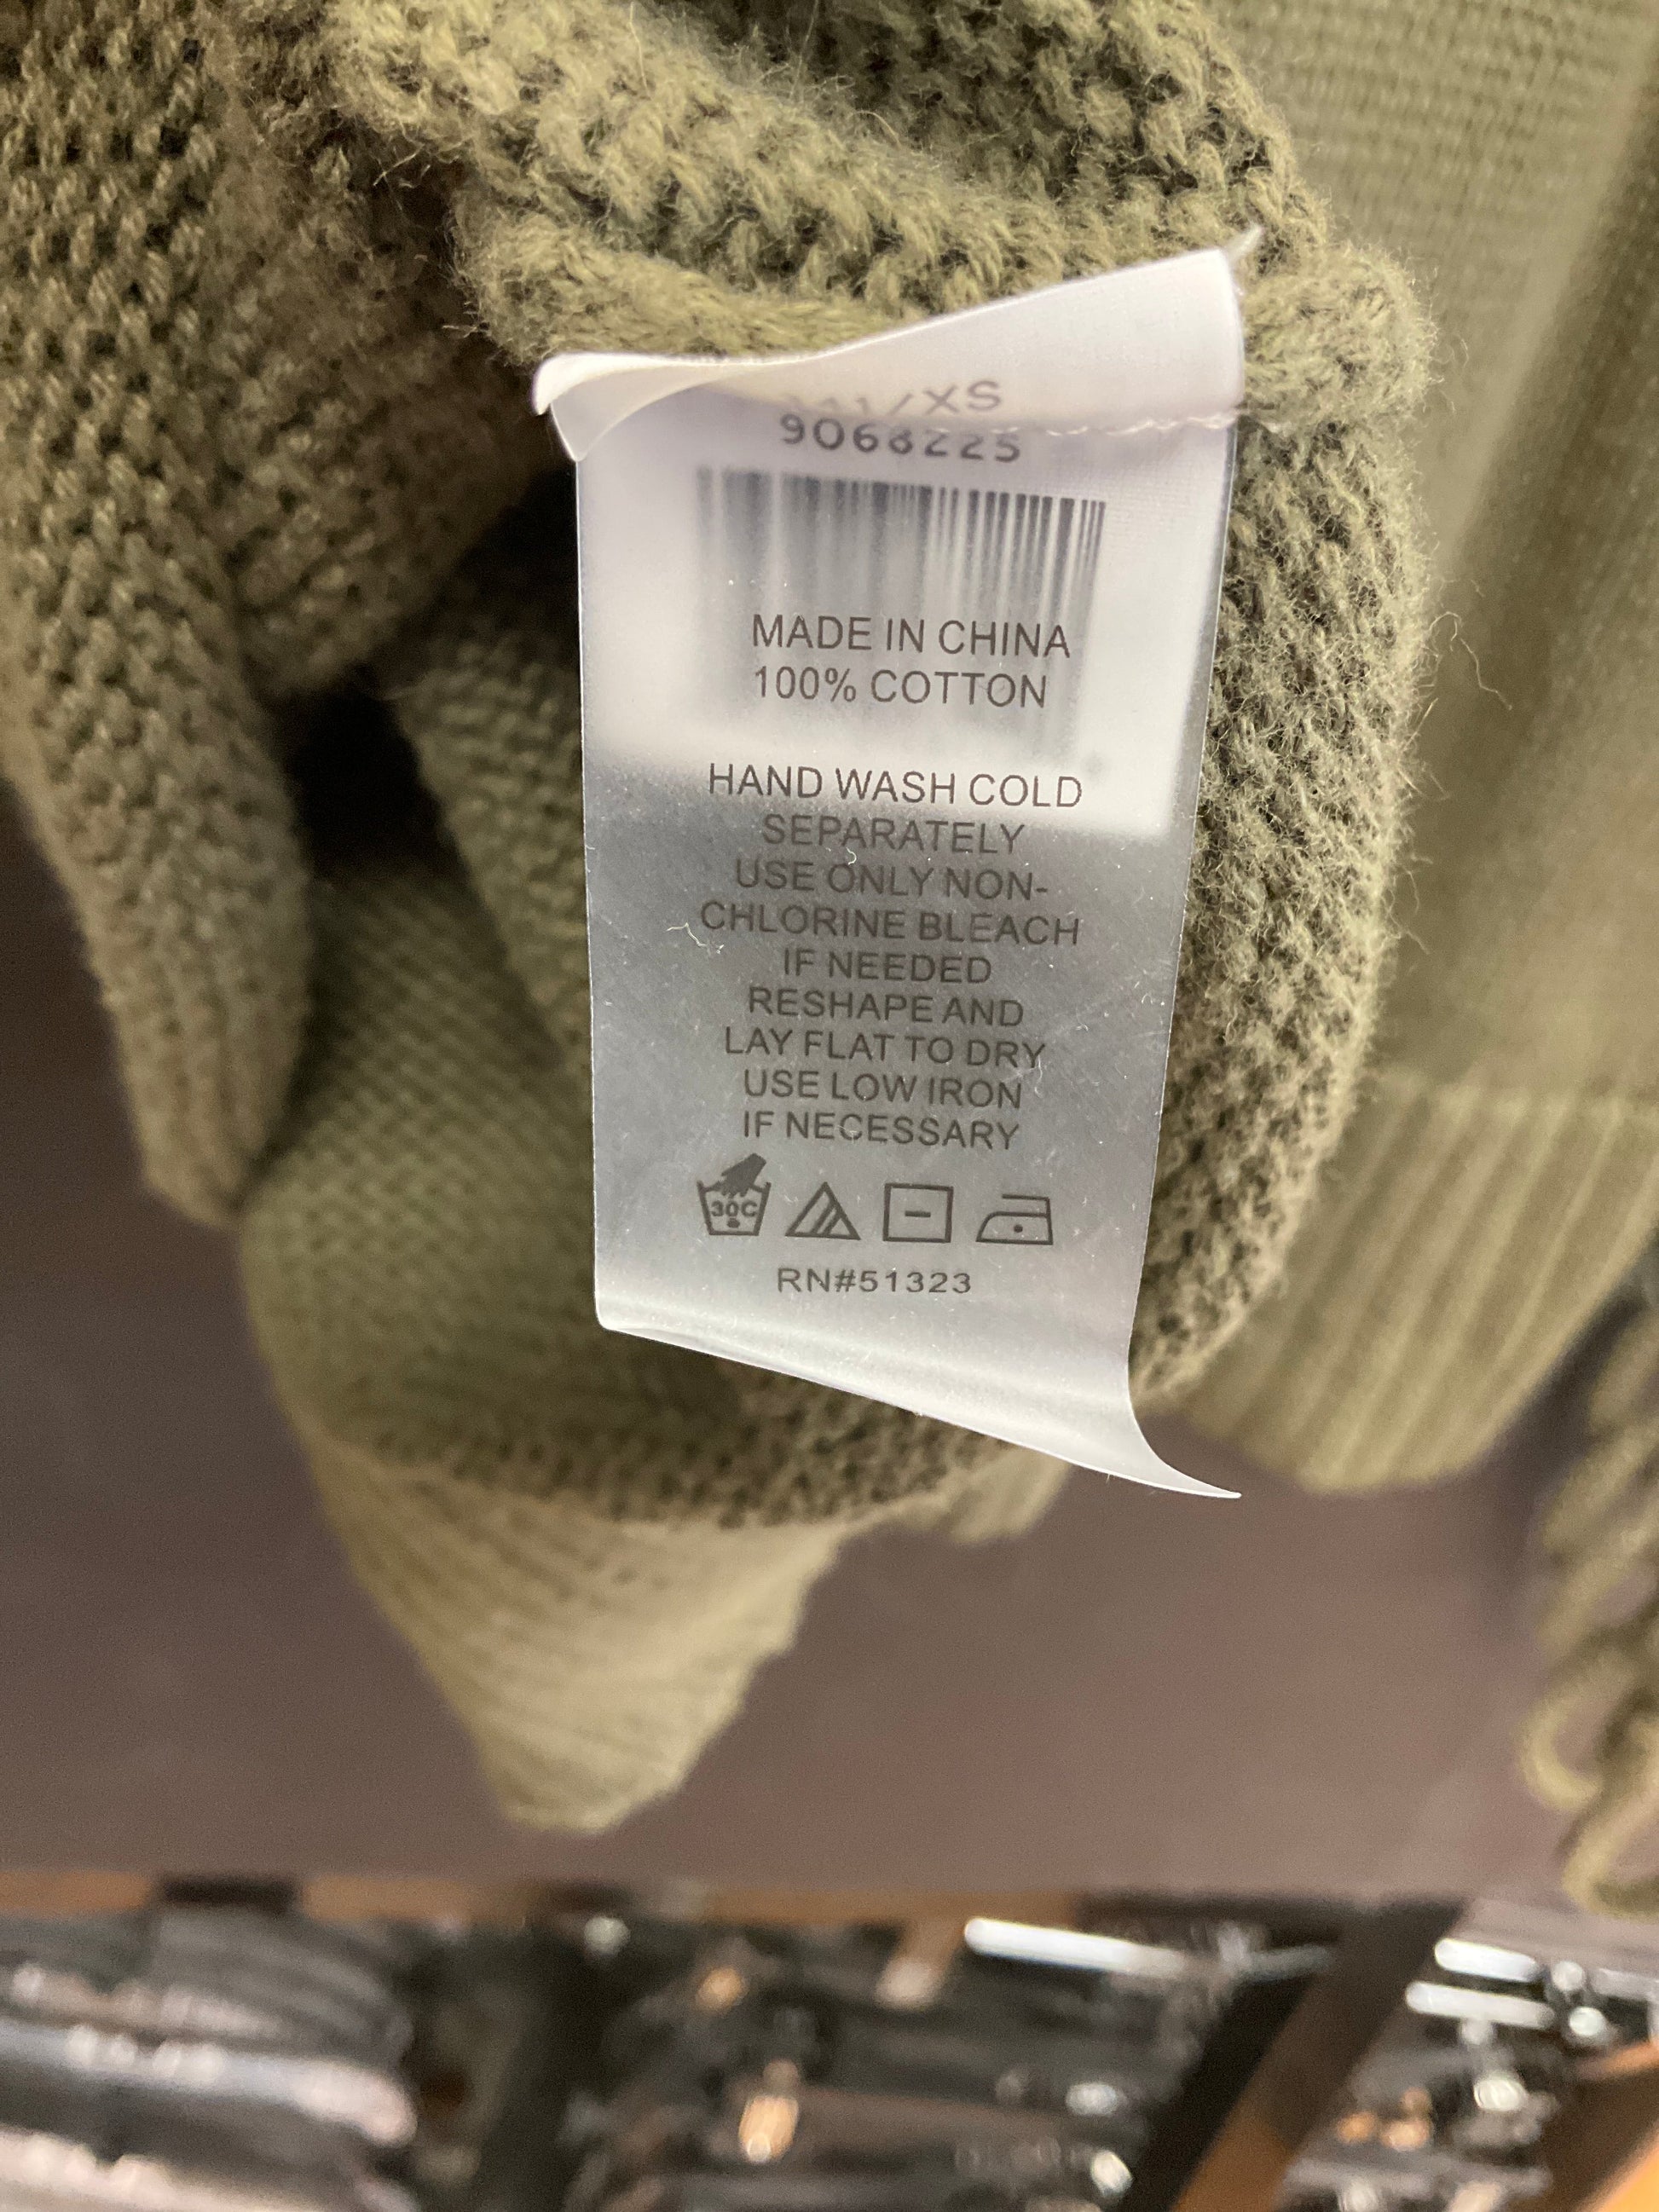 /XS
9068225
MADE IN CHINA
100% COTTON
HAND WASH COLD
SEPARATELY
USE ONLY NON-
CHLORINE BLEACH
IF NEEDED
RESHAPE AND
LAY FLAT TO DRY
USE LOW IRON
IF NECESSARY
30C
RN#51323